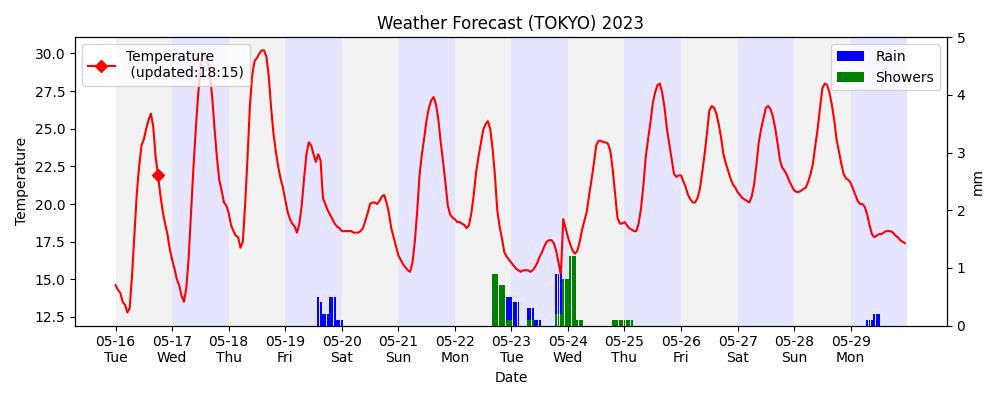 Weather Forecast (TOKYO) 2023
Temperature
(updated:18:15)
Rain
Showers
30.0
27.5
25.0
22.5
20.0
17.5
15.0
12.5
Temperature
5
4
3
2
1
0
mm
05-16 05-17 05-18 05-19 05-20 05-21 05-22 05-23 05-24 05-25 05-26 05-27 05-28 05-29
Tue Wed Thu Fri Sat Sun Mon Tue Wed Thu Fri Sat Sun Mon
Date